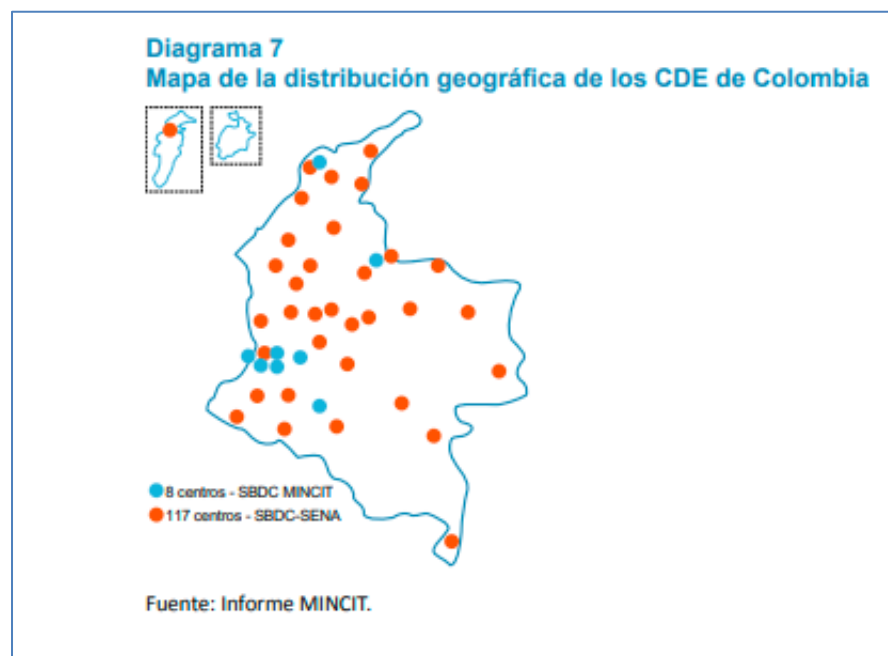 Diagrama 7
Mapa de la distribución geográfica de los CDE de Colombia
8 centros - SBDC MINCIT
117 centros - SBDC-SENA
Fuente: Informe MINCIT.